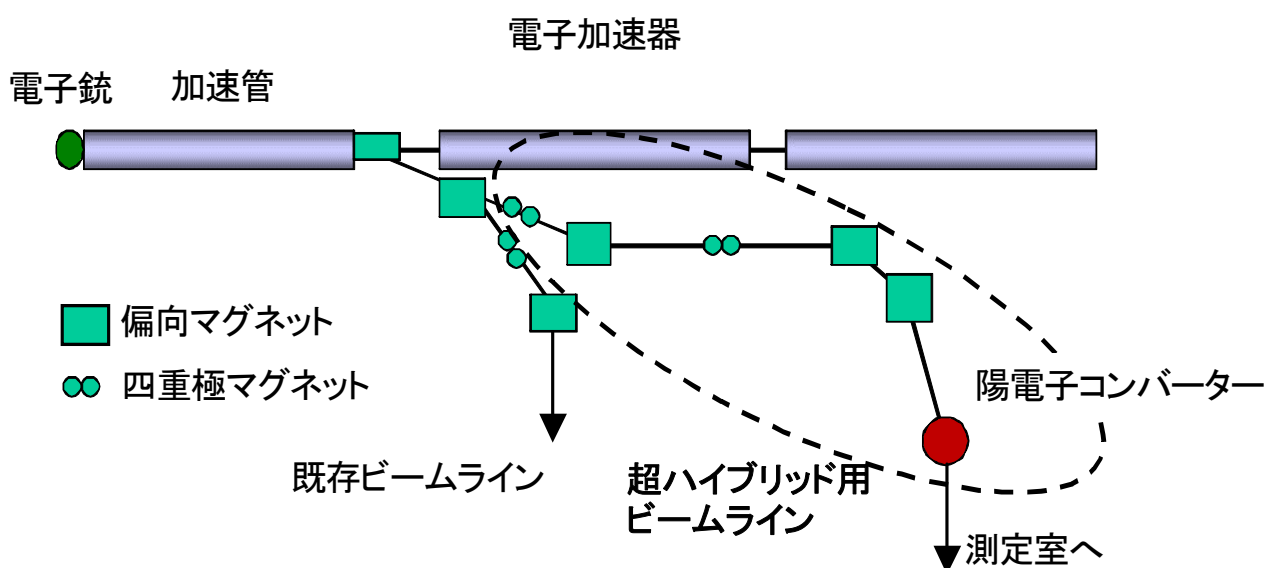 電子加速器
電子銃
加速管
偏向マグネット
四重極マグネット
陽電子コンバーター
既存ビームライン
超ハイブリッド用
ビームライン
測定室へ